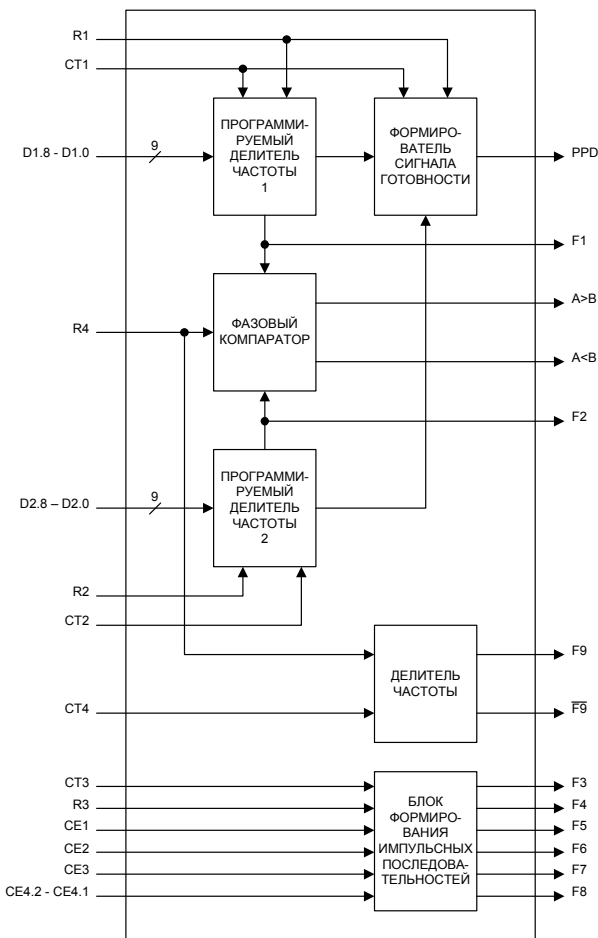 R1
CT1
D1.8 - D1.0
9
ПРОГРАММИ-
РУЕМЫЙ
ДЕЛИТЕЛЬ
ЧАСТОТЫ
1
ФОРМИРО-
ВАТЕЛЬ
СИГНАЛА
ГОТОВНОСТИ
PPD
F1
R4
ФАЗОВЫЙ
КОМПАРАТОР
A>B
A<B
F2
D2.8 – D2.0
9
ПРОГРАММИ-
РУЕМЫЙ
ДЕЛИТЕЛЬ
ЧАСТОТЫ
2
R2
CT2
CT4
ДЕЛИТЕЛЬ
ЧАСТОТЫ
F9
F9
CT3
R3
CE1
CE2
CE3
CE4.2 - CE4.1
БЛОК
ФОРМИРО-
ВАНИЯ
ИМПУЛЬСНЫХ
ПОСЛЕДОВА-
ТЕЛЬНОСТЕЙ
F3
F4
F5
F6
F7
F8